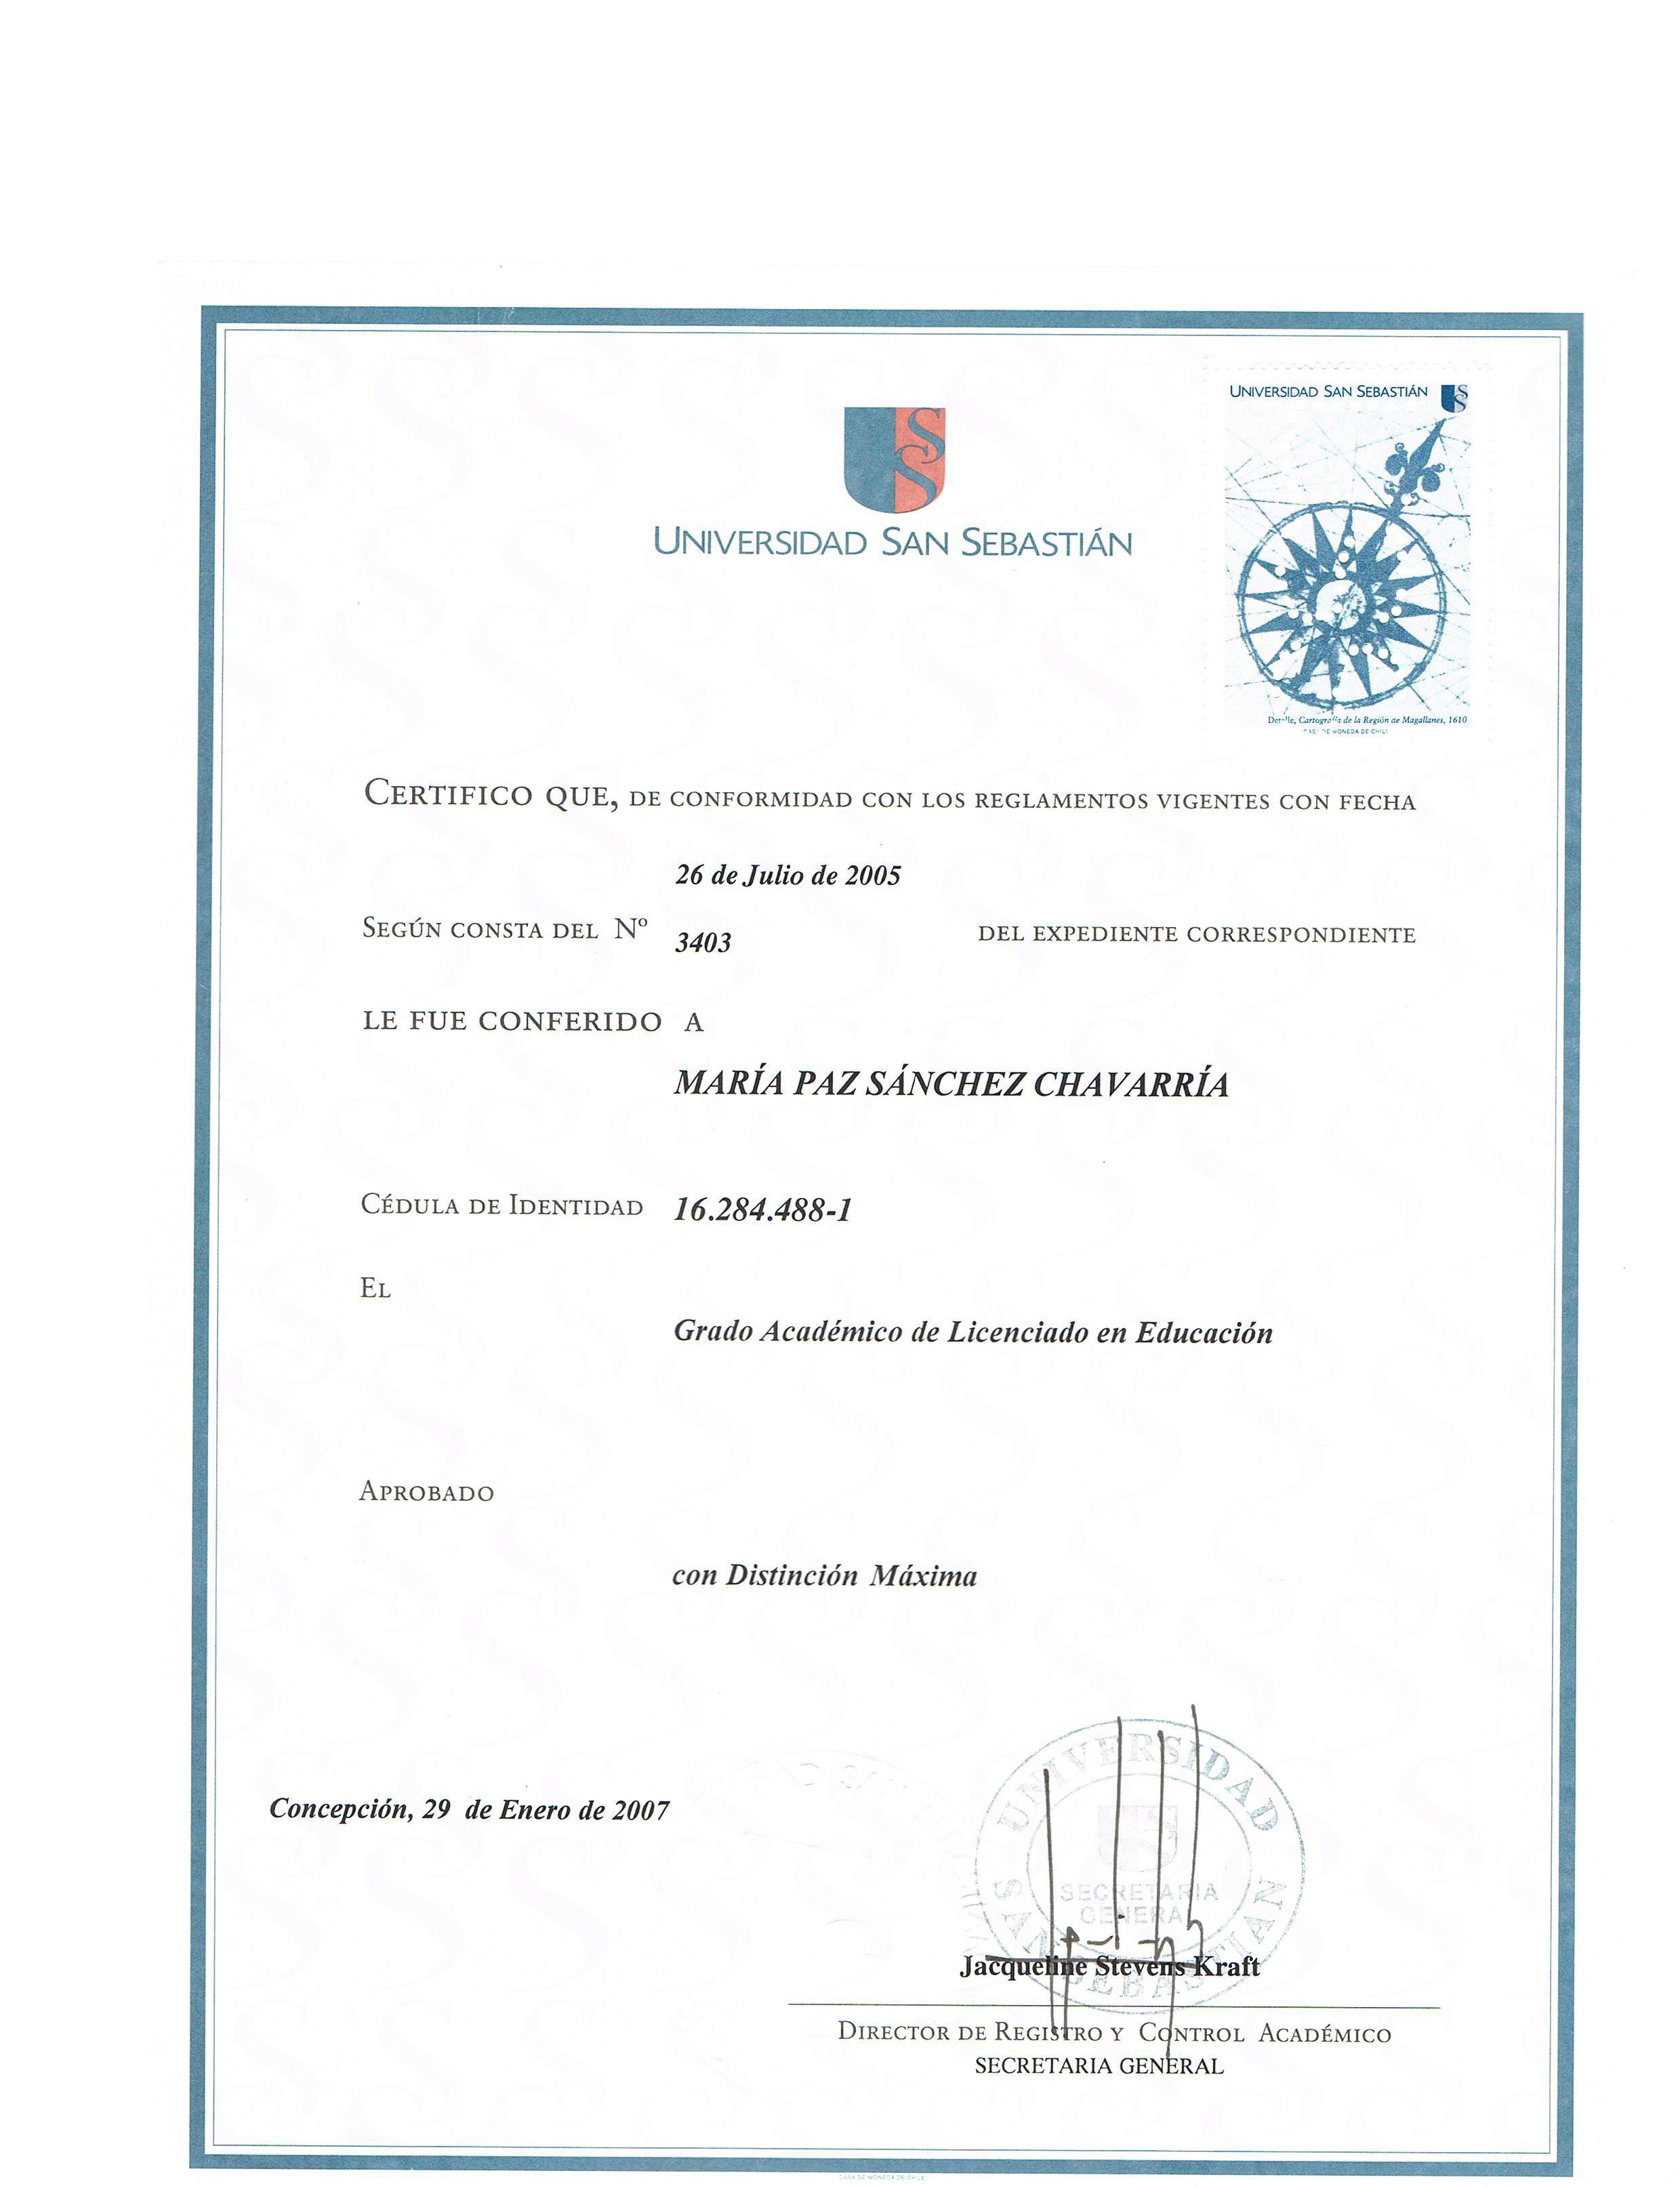 UNIVERSIDAD SAN SEBASTIÁN
UNIVERSIDAD SAN SEBASTIÁN
Detalle, Cartografía de la Región de Magallanes, 1610
CASA DE MONEDA DE CHILE
CERTIFICO QUE, DE CONFORMIDAD CON LOS REGLAMENTOS VIGENTES CON FECHA
26 de Julio de 2005
SEGÚN CONSTA DEL Nº 3403 DEL EXPEDIENTE CORRESPONDIENTE
LE FUE CONFERIDO A
MARÍA PAZ SÁNCHEZ CHAVARRÍA
CÉDULA DE IDENTIDAD 16.284.488-1
EL
Grado Académico de Licenciado en Educación
APROBADO
con Distinción Máxima
Concepción, 29 de Enero de 2007
UNIVERSIDAD
SAN SEBASTIAN
SECRETARIA
GENERAL
Jacqueline Stevens Kraft
DIRECTOR DE REGISTRO Y CONTROL ACADÉMICO
SECRETARIA GENERAL
CASA DE MONEDA DE CHILE